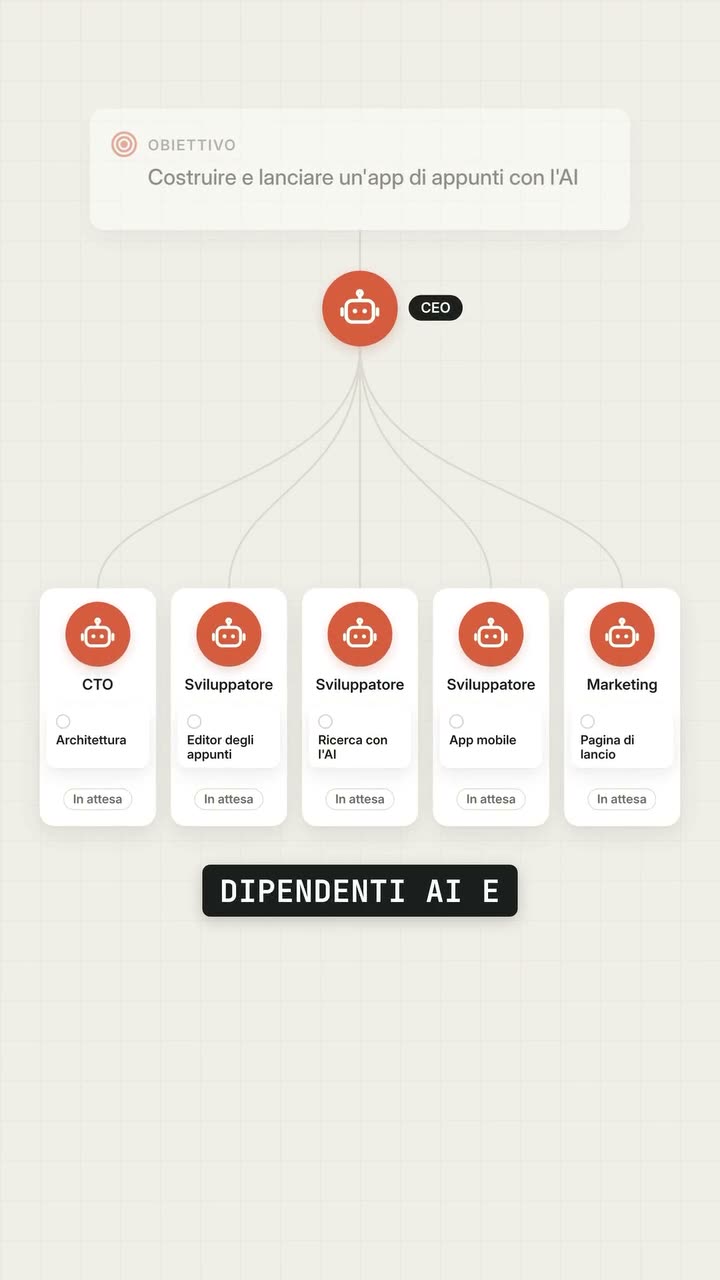 OBIETTIVO
Costruire e lanciare un'app di appunti con l'AI
CEO
CTO
Architettura
In attesa
Sviluppatore
Editor degli
appunti
In attesa
Sviluppatore
Ricerca con
l'AI
In attesa
Sviluppatore
App mobile
In attesa
Marketing
Pagina di
lancio
In attesa
DIPENDENTI AI E